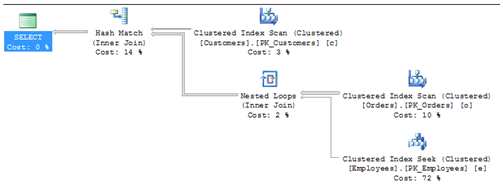 SELECT
Cost: 0 %
Hash Match
(Inner Join)
Cost: 14 %
Clustered Index Scan (Clustered)
[Customers].[PK_Customers] [c]
Cost: 3 %
Nested Loops
(Inner Join)
Cost: 2 %
Clustered Index Scan (Clustered)
[Orders].[PK_Orders] [o]
Cost: 10 %
Clustered Index Seek (Clustered)
[Employees].[PK_Employees] [e]
Cost: 72 %